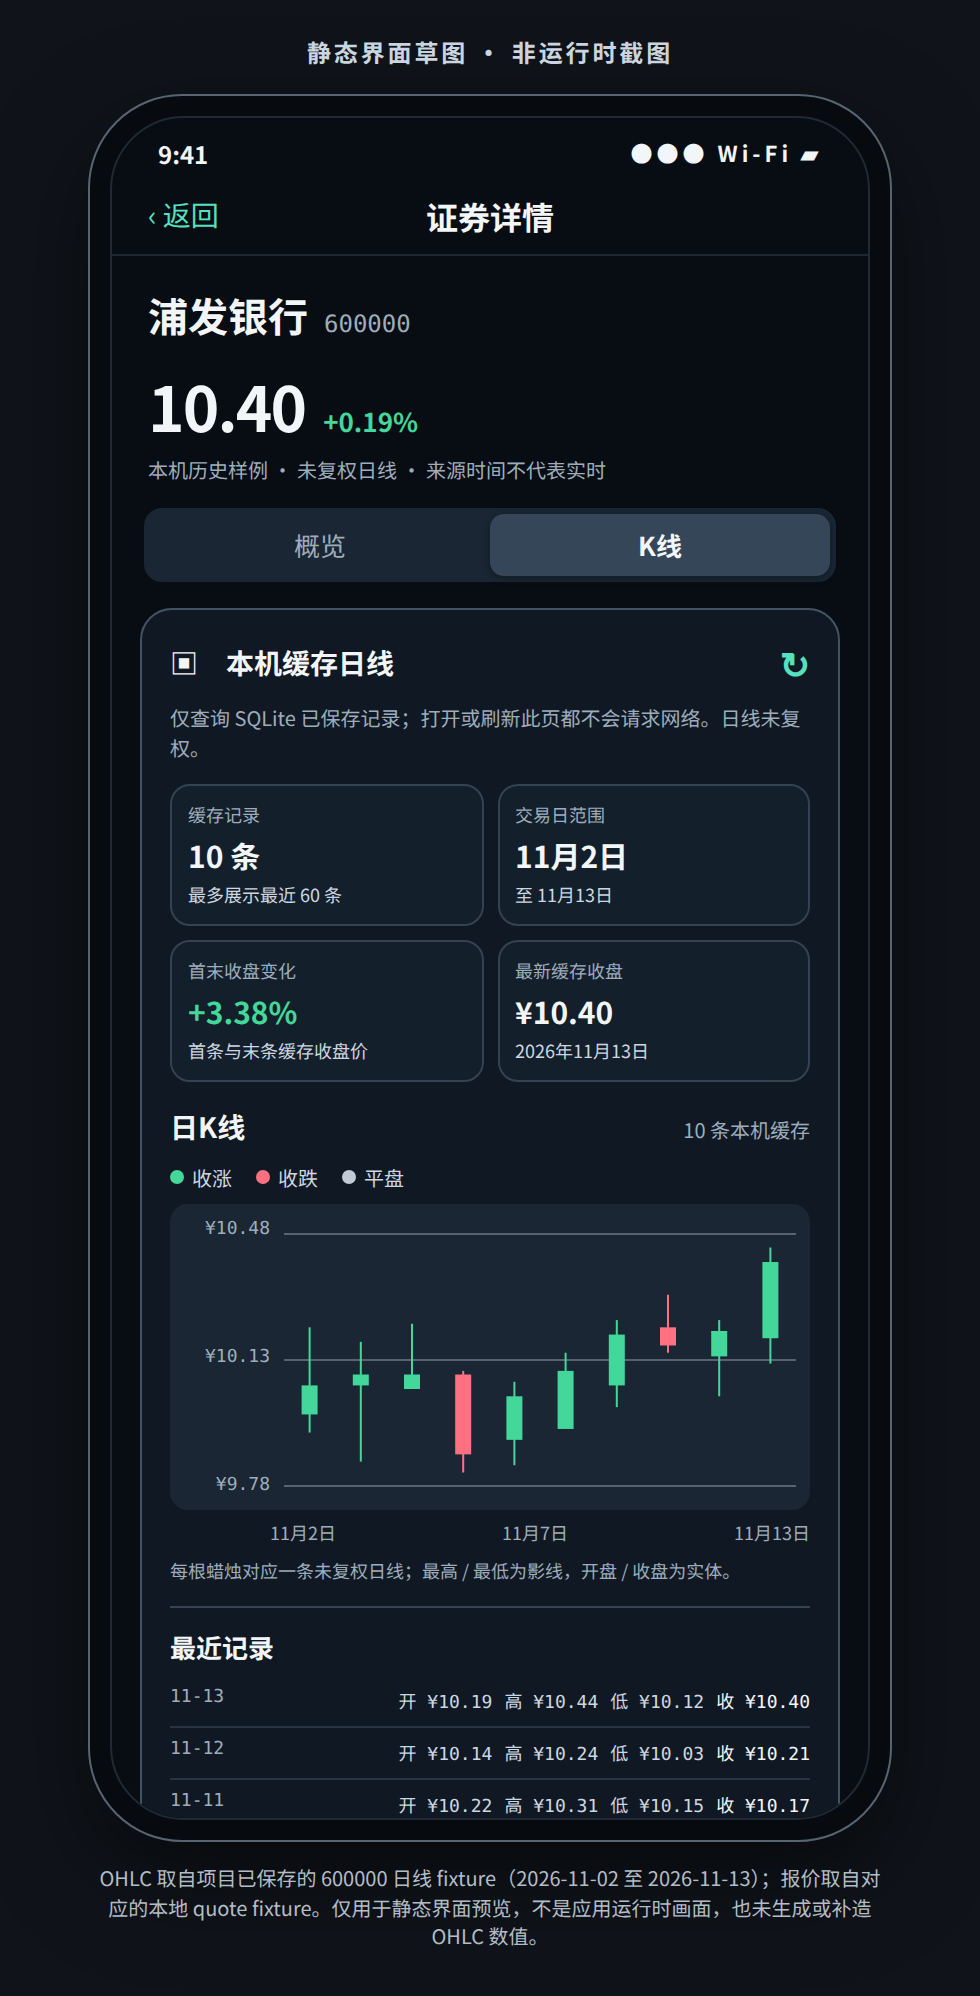 静态界面草图 · 非运行时截图
9:41
●●● Wi-Fi ▰
‹ 返回
证券详情
浦发银行 600000
10.40 +0.19%
本机历史样例 · 未复权日线 · 来源时间不代表实时
概览
K线
▣ 本机缓存日线 ↻
仅查询 SQLite 已保存记录；打开或刷新此页都不会请求网络。日线未复
权。
缓存记录
10 条
最多展示最近 60 条
交易日范围
11月2日
至 11月13日
首末收盘变化
+3.38%
首条与末条缓存收盘价
最新缓存收盘
¥10.40
2026年11月13日
日K线
10 条本机缓存
收涨 收跌 平盘
¥10.48
¥10.13
¥9.78
11月2日 11月7日 11月13日
每根蜡烛对应一条未复权日线；最高 / 最低为影线，开盘 / 收盘为实体。
最近记录
11-13 开 ¥10.19 高 ¥10.44 低 ¥10.12 收 ¥10.40
11-12 开 ¥10.14 高 ¥10.24 低 ¥10.03 收 ¥10.21
11-11 开 ¥10.22 高 ¥10.31 低 ¥10.15 收 ¥10.17
OHLC 取自项目已保存的 600000 日线 fixture（2026-11-02 至 2026-11-13）；报价取自对
应的本地 quote fixture。仅用于静态界面预览，不是应用运行时画面，也未生成或补造
OHLC 数值。